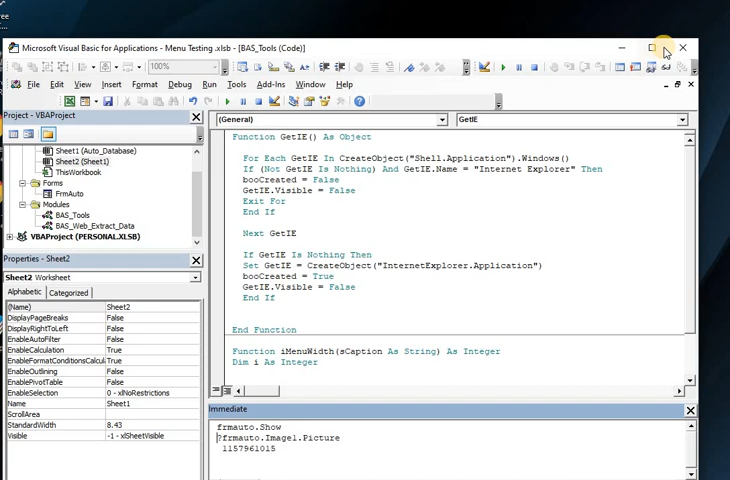 ree
...
Microsoft Visual Basic for Applications - Menu Testing.xlsb - [BAS_Tools (Code)]
150%
File Edit View Insert Format Debug Run Tools Add-Ins Window Help
Project - VBAProject
Sheet1 (Auto_Database)
Sheet2 (Sheet1)
ThisWorkbook
Forms
FrmAuto
Modules
BAS_Tools
BAS_Web_Extract_Data
VBAProject (PERSONAL.XLSB)
Properties - Sheet2
Sheet2 Worksheet
Alphabetic Categorized
(Name) Sheet2
DisplayPageBreaks False
DisplayRightToLeft False
EnableAutoFilter False
EnableCalculation True
EnableFormatConditionsCalcu True
EnableOutlining False
EnablePivotTable False
EnableSelection 0 - xlNoRestrictions
Name Sheet1
ScrollArea
StandardWidth 8.43
Visible -1 - xlSheetVisible
(General) GetIE
Function GetIE() As Object
For Each GetIE In CreateObject("Shell.Application").Windows()
If (Not GetIE Is Nothing) And GetIE.Name = "Internet Explorer" Then
booCreated = False
GetIE.Visible = False
Exit For
End If
Next GetIE
If GetIE Is Nothing Then
Set GetIE = CreateObject("InternetExplorer.Application")
booCreated = True
GetIE.Visible = False
End If
End Function
Function iMenuWidth(sCaption As String) As Integer
Dim i As Integer
Immediate
frmauto.Show
?frmauto.Image1.Picture
1157961015